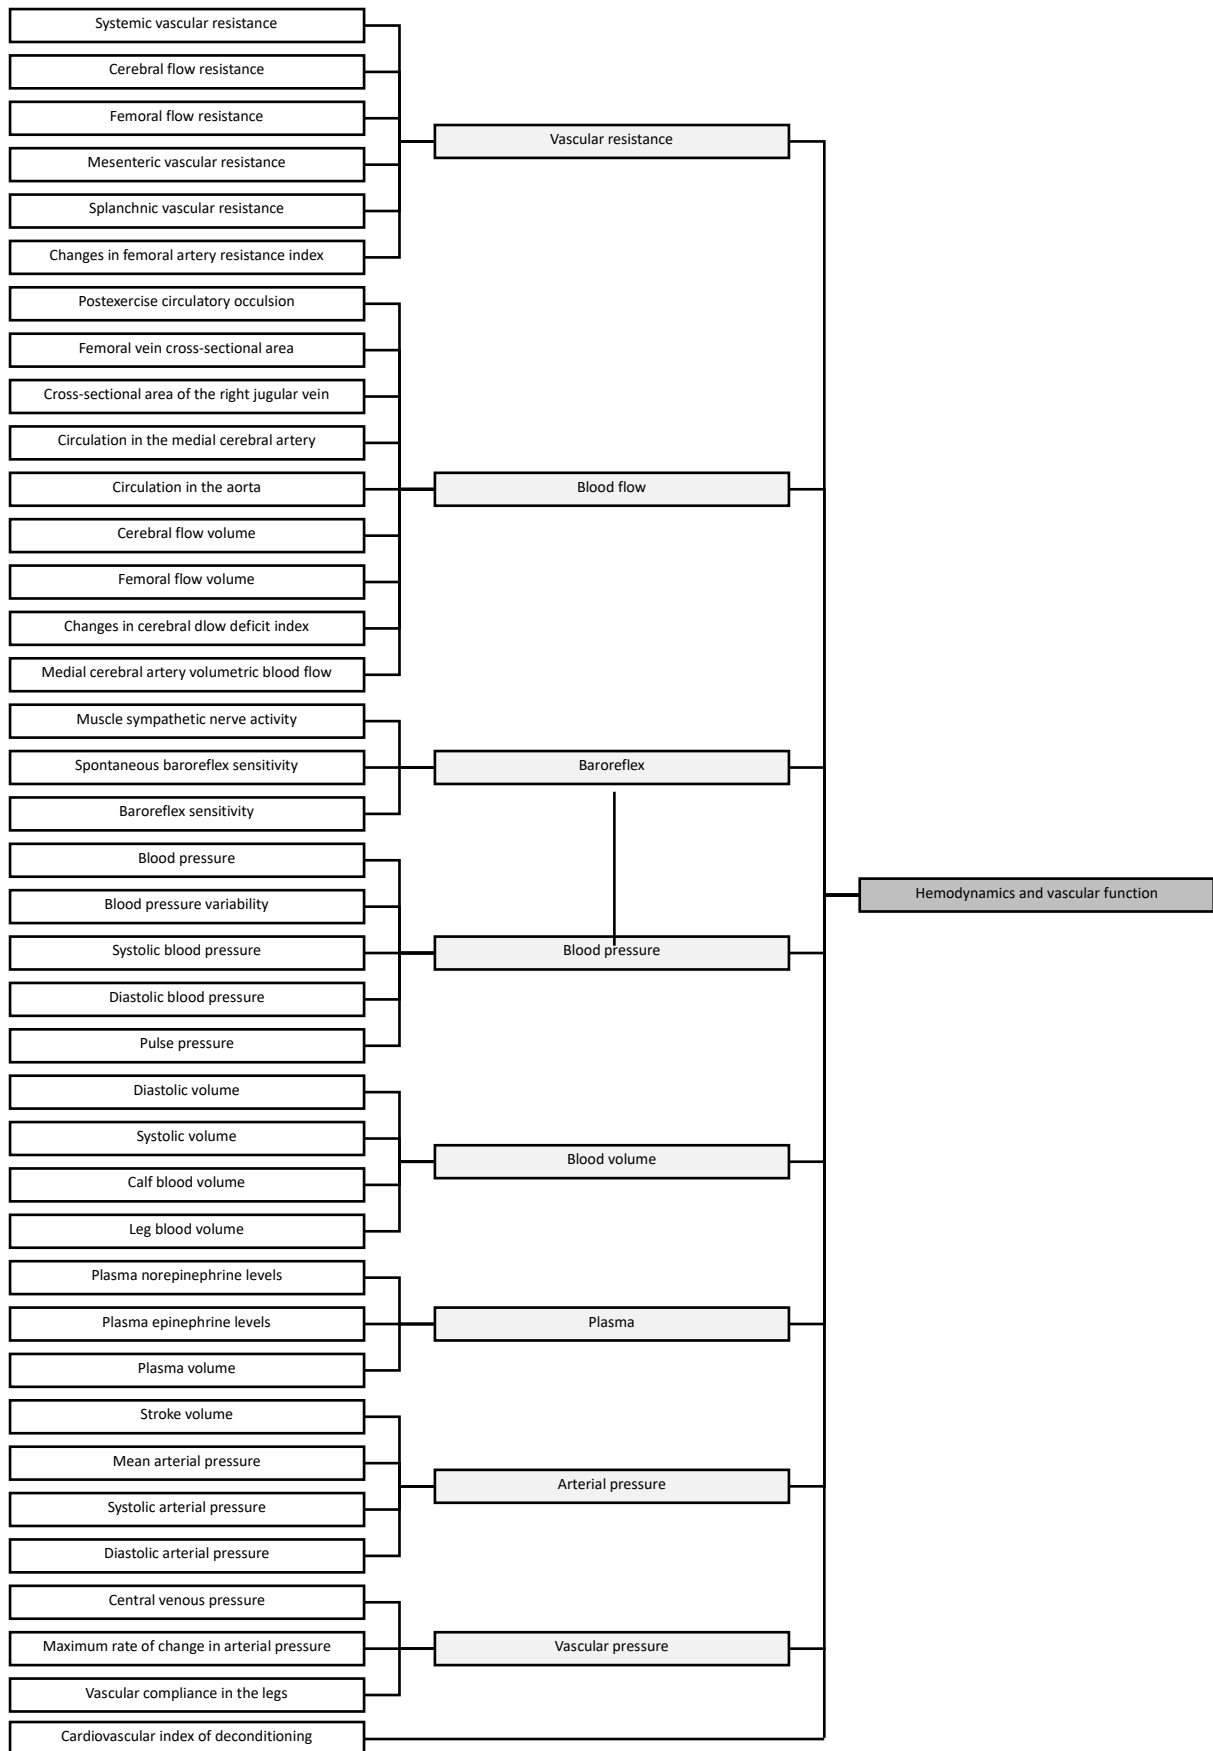 Systemic vascular resistance
Cerebral flow resistance
Femoral flow resistance
Mesenteric vascular resistance
Splanchnic vascular resistance
Changes in femoral artery resistance index
Vascular resistance
Postexercise circulatory occulsion
Femoral vein cross-sectional area
Cross-sectional area of the right jugular vein
Circulation in the medial cerebral artery
Circulation in the aorta
Cerebral flow volume
Femoral flow volume
Changes in cerebral dlow deficit index
Medial cerebral artery volumetric blood flow
Blood flow
Muscle sympathetic nerve activity
Spontaneous baroreflex sensitivity
Baroreflex sensitivity
Baroreflex
Blood pressure
Blood pressure variability
Systolic blood pressure
Diastolic blood pressure
Pulse pressure
Blood pressure
Diastolic volume
Systolic volume
Calf blood volume
Leg blood volume
Blood volume
Plasma norepinephrine levels
Plasma epinephrine levels
Plasma volume
Plasma
Stroke volume
Mean arterial pressure
Systolic arterial pressure
Diastolic arterial pressure
Arterial pressure
Central venous pressure
Maximum rate of change in arterial pressure
Vascular compliance in the legs
Vascular pressure
Cardiovascular index of deconditioning
Hemodynamics and vascular function